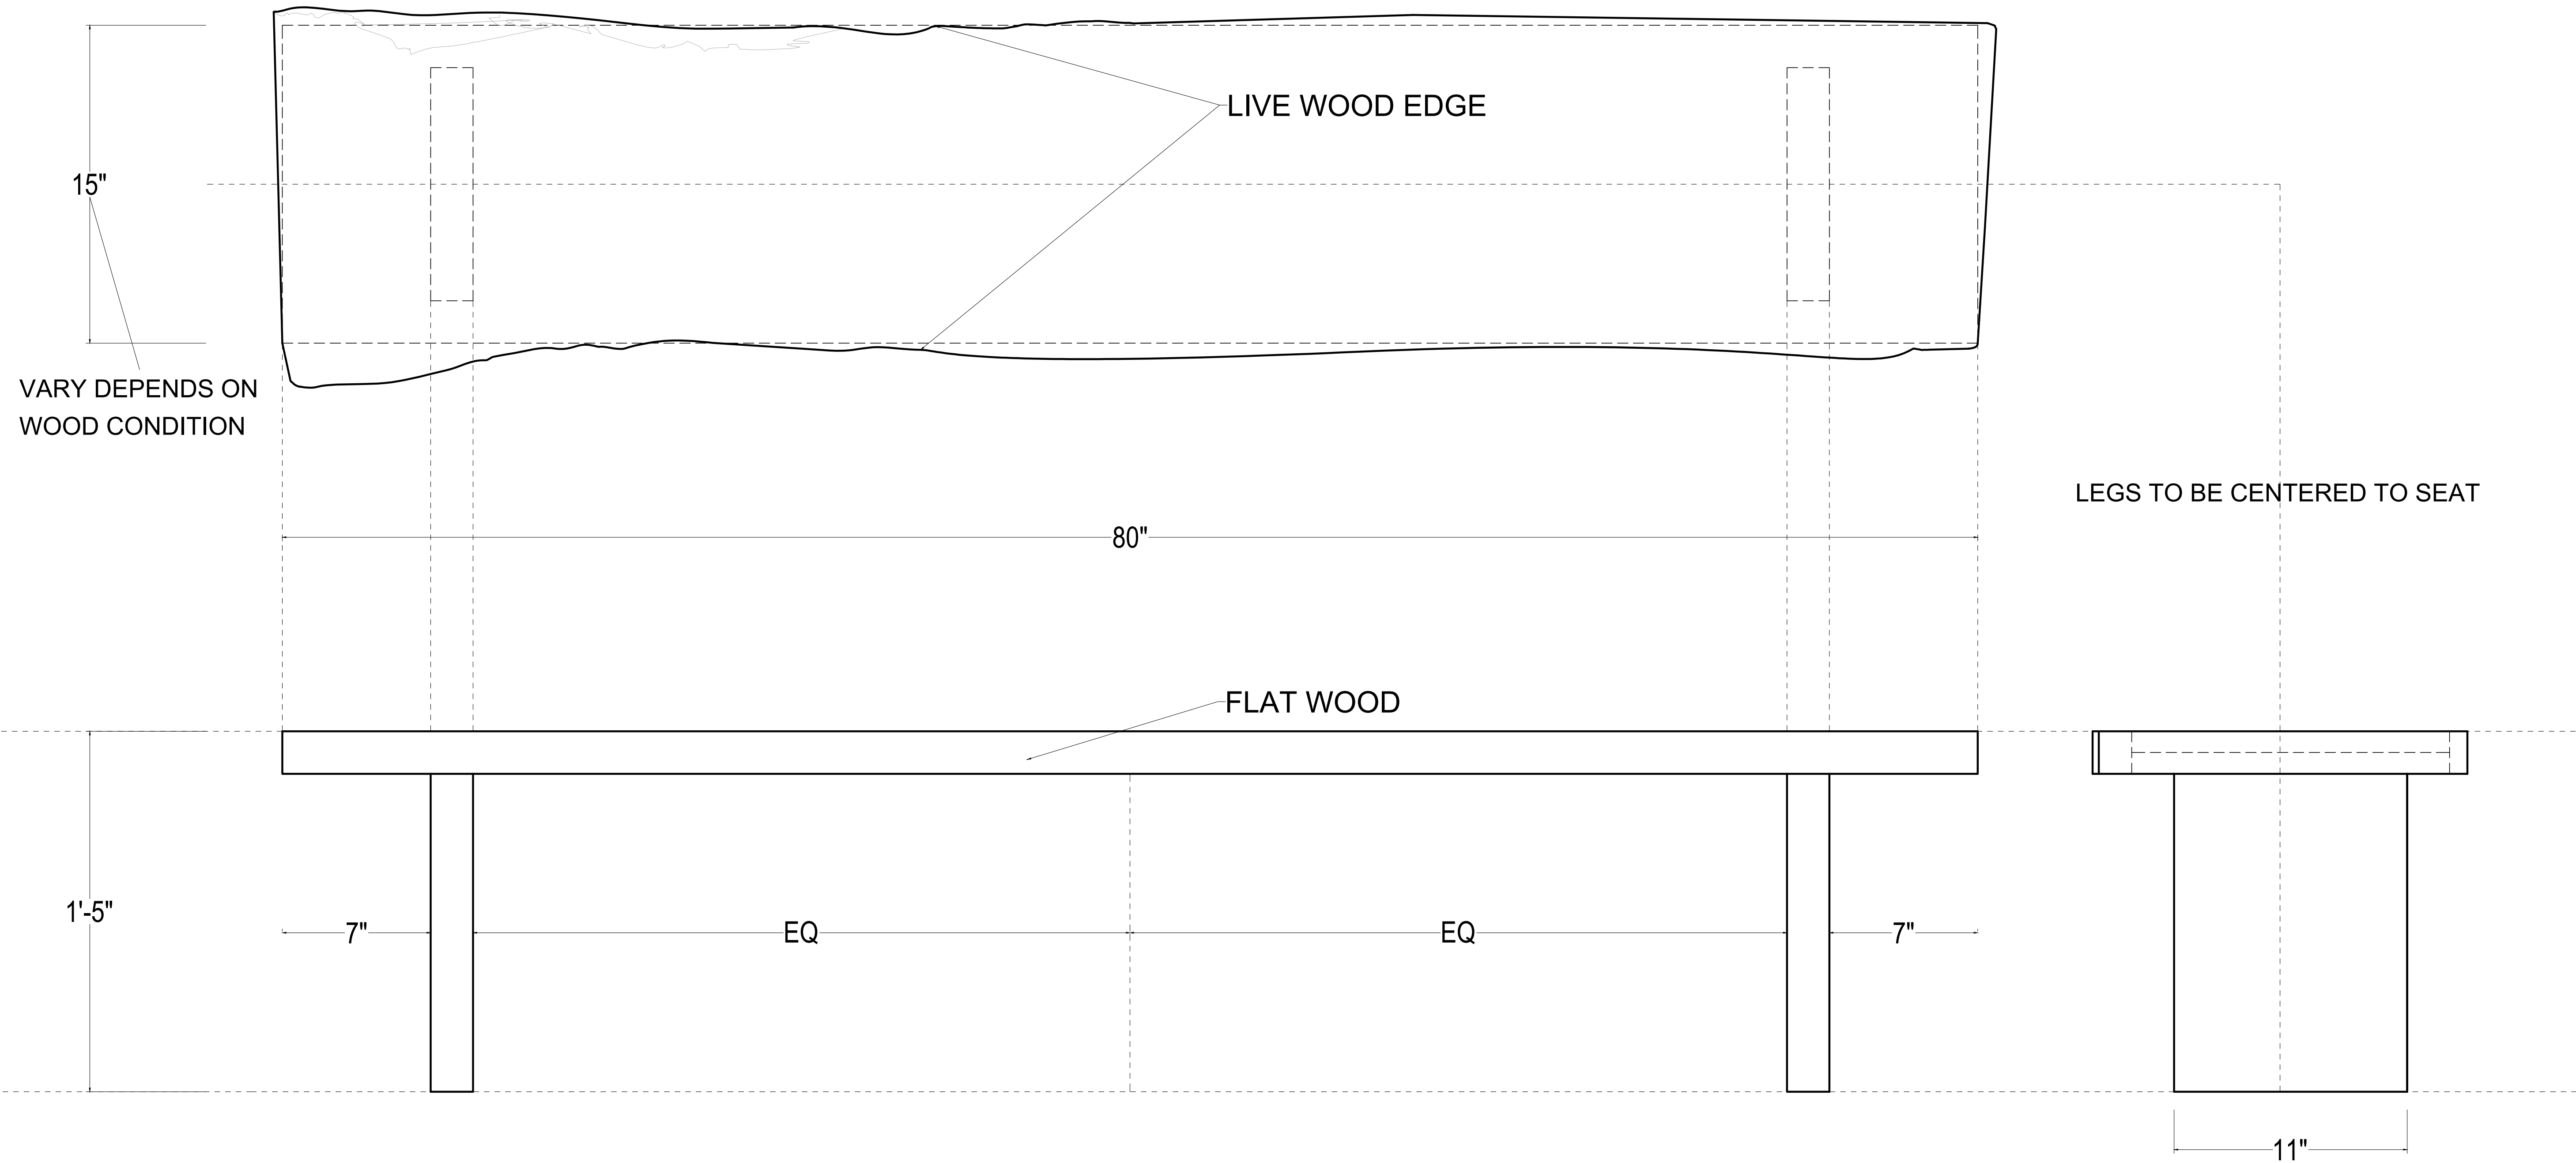 LIVE WOOD EDGE
15"
VARY DEPENDS ON
WOOD CONDITION
LEGS TO BE CENTERED TO SEAT
80"
FLAT WOOD
1'-5"
7"
EQ
EQ
7"
11"